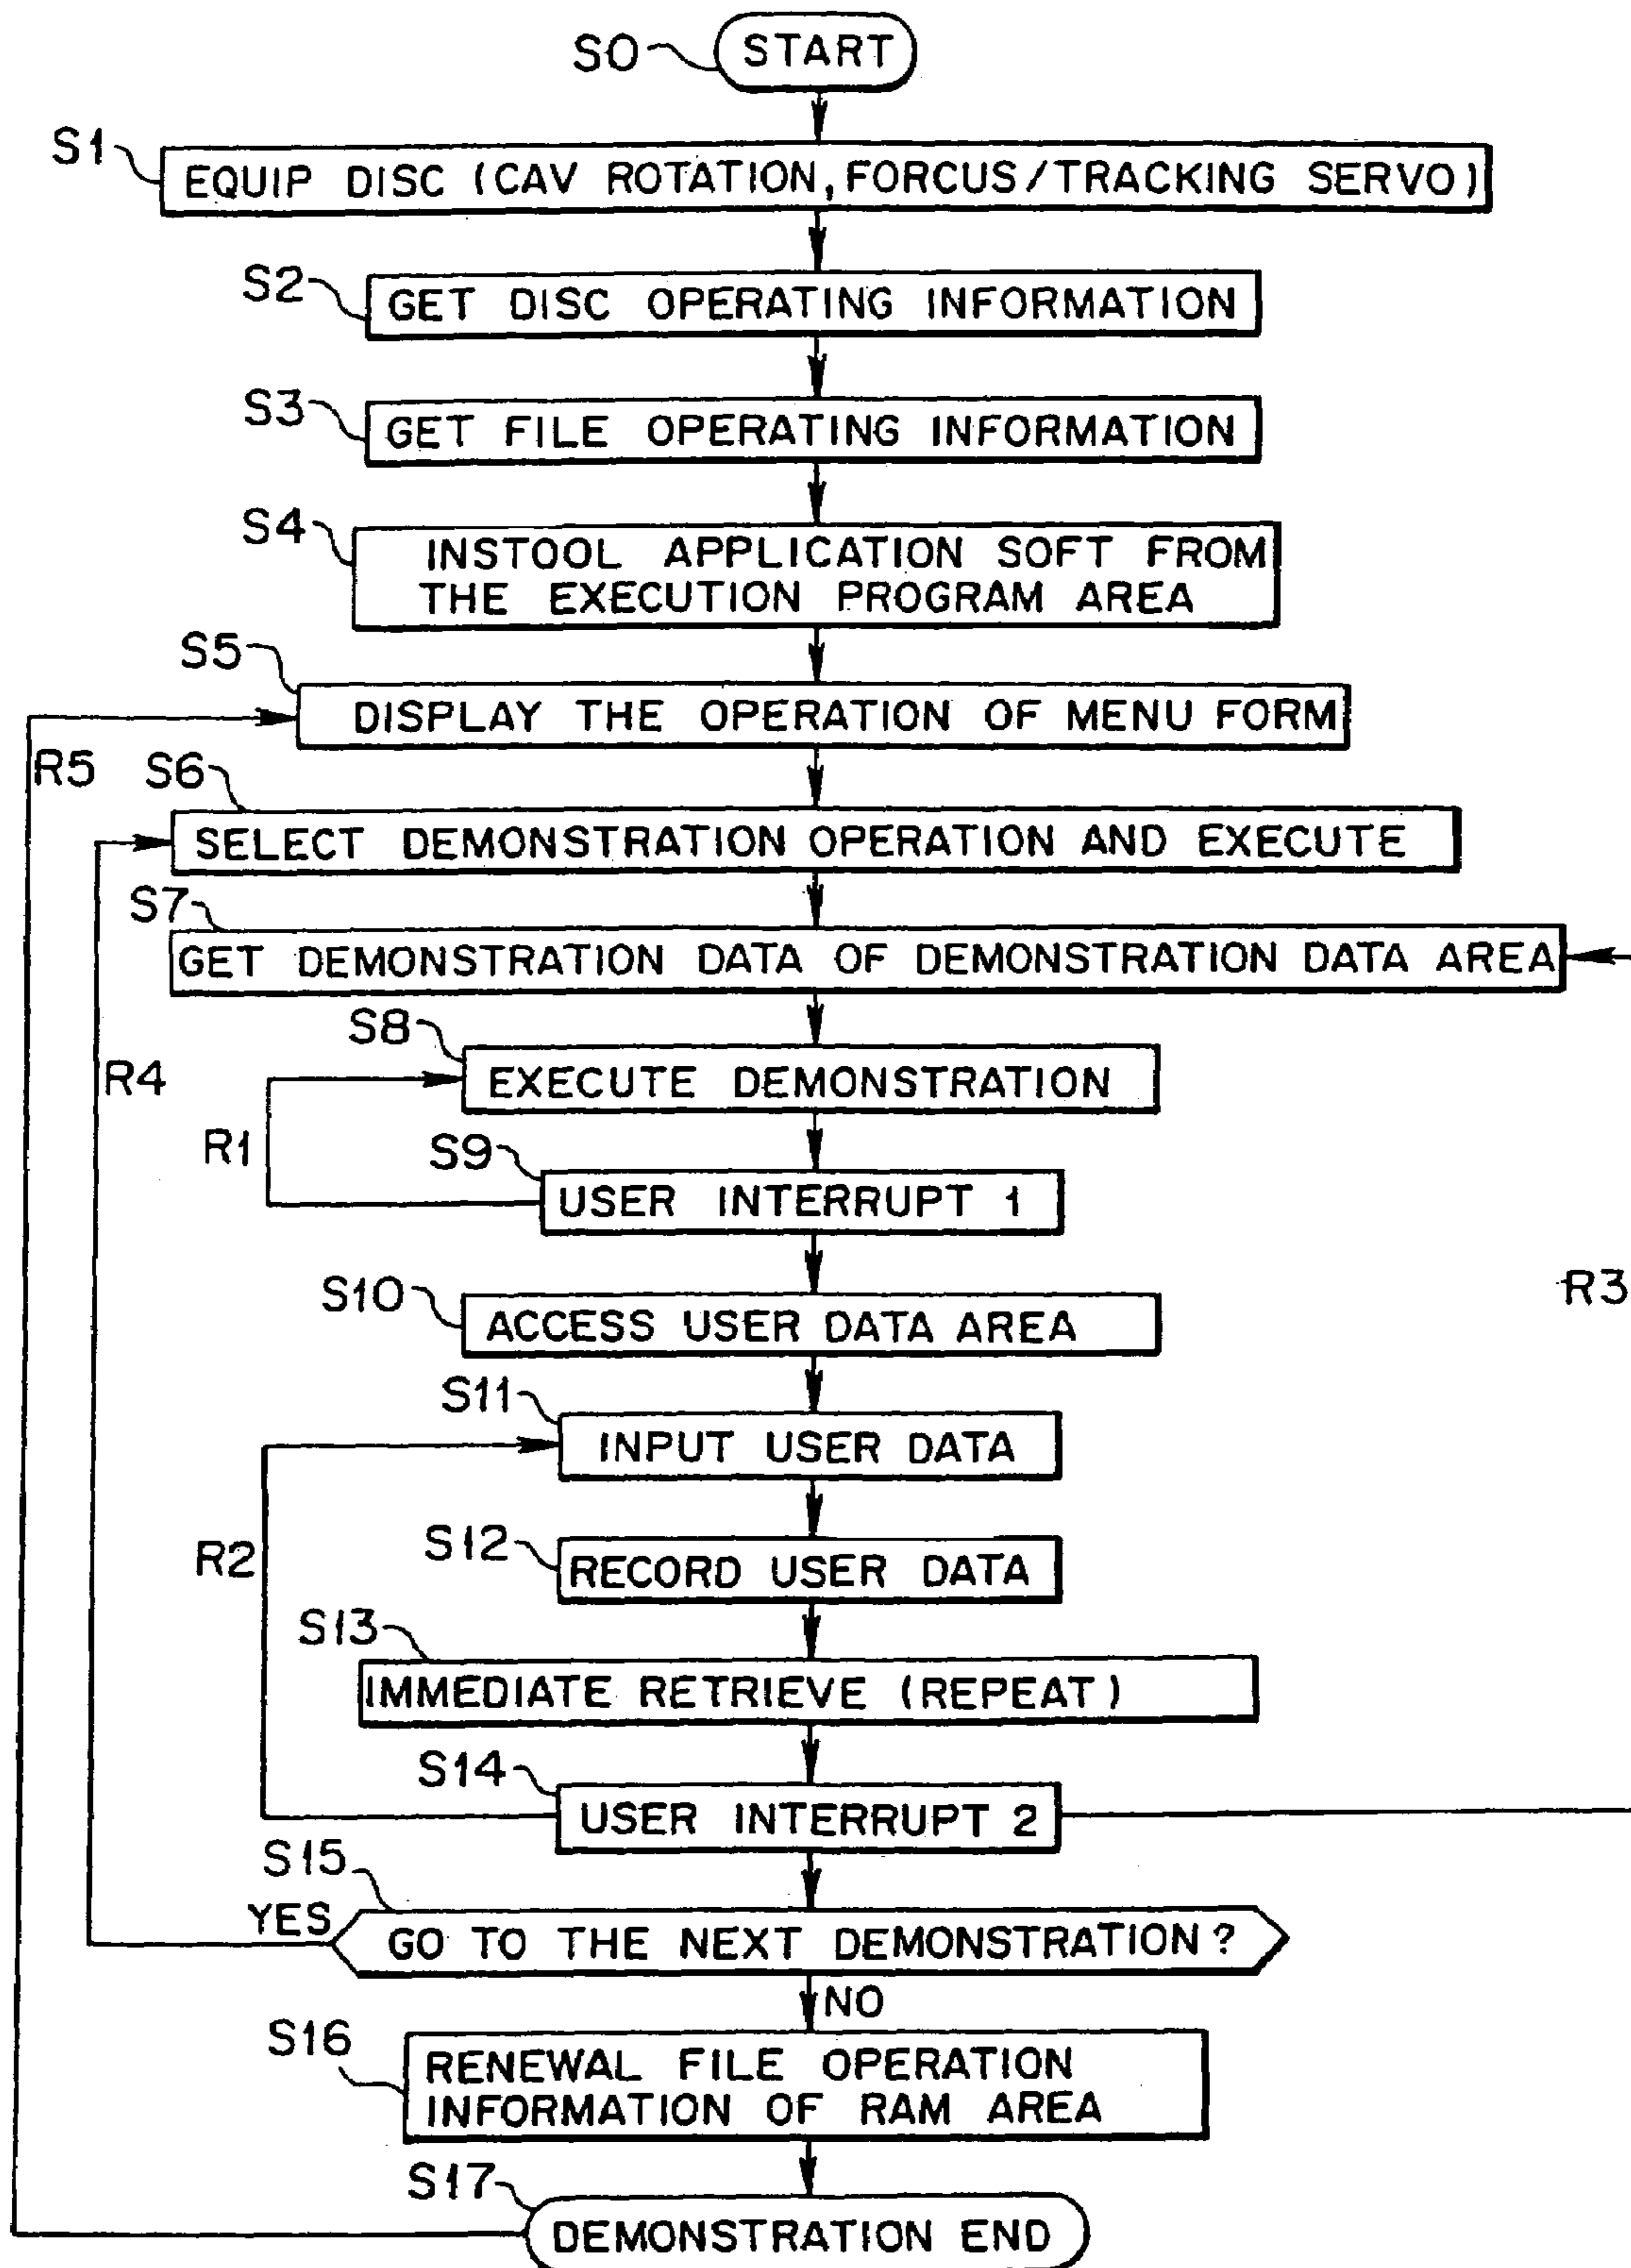 S0
START
S1
EQUIP DISC (CAV ROTATION, FORCUS/TRACKING SERVO)
S2
GET DISC OPERATING INFORMATION
S3
GET FILE OPERATING INFORMATION
S4
INSTOOL APPLICATION SOFT FROM
THE EXECUTION PROGRAM AREA
S5
DISPLAY THE OPERATION OF MENU FORM
R5
S6
SELECT DEMONSTRATION OPERATION AND EXECUTE
S7
GET DEMONSTRATION DATA OF DEMONSTRATION DATA AREA
S8
R4
EXECUTE DEMONSTRATION
R1
S9
USER INTERRUPT 1
S10
R3
ACCESS USER DATA AREA
S11
INPUT USER DATA
R2
S12
RECORD USER DATA
S13
IMMEDIATE RETRIEVE (REPEAT)
S14
USER INTERRUPT 2
S15
YES
GO TO THE NEXT DEMONSTRATION?
NO
S16
RENEWAL FILE OPERATION
INFORMATION OF RAM AREA
S17
DEMONSTRATION END